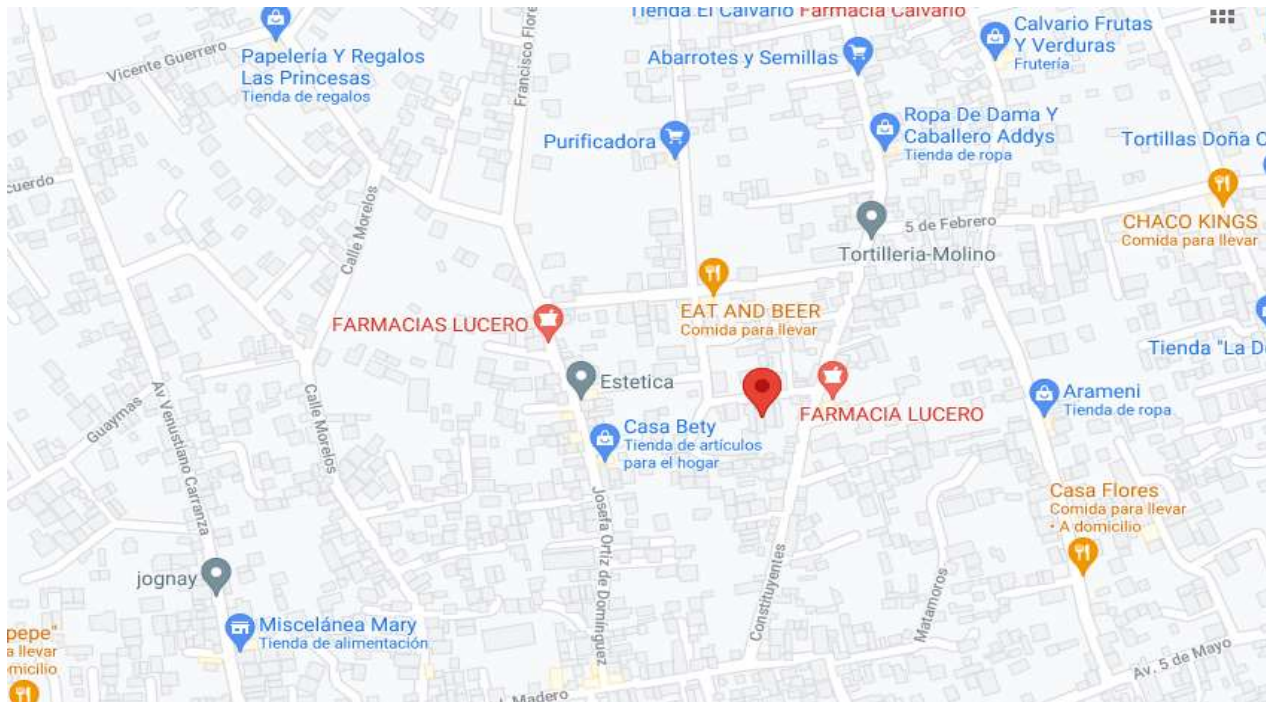 Tienda El Calvario
Farmacia Calvario
Calvario Frutas
Y Verduras
Frutería
Papelería Y Regalos
Las Princesas
Tienda de regalos
Vicente Guerrero
Francisco Flore
Abarrotes y Semillas
Ropa De Dama Y
Caballero Addys
Tienda de ropa
Purificadora
Tortillas Doña C
cuerdo
Calle Morelos
5 de Febrero
CHACO KINGS
Comida para llevar
Tortilleria-Molino
EAT AND BEER
Comida para llevar
FARMACIAS LUCERO
Tienda "La D
Estetica
FARMACIA LUCERO
Arameni
Tienda de ropa
Guaymas
Av Venustiano Carranza
Calle Morelos
Casa Bety
Tienda de artículos
para el hogar
Casa Flores
Comida para llevar
• A domicilio
Josefa Ortiz de Domínguez
Constituyentes
Matamoros
jognay
Miscelánea Mary
Tienda de alimentación
pepe"
a llevar
omicilio
Madero
Av. 5 de Mayo